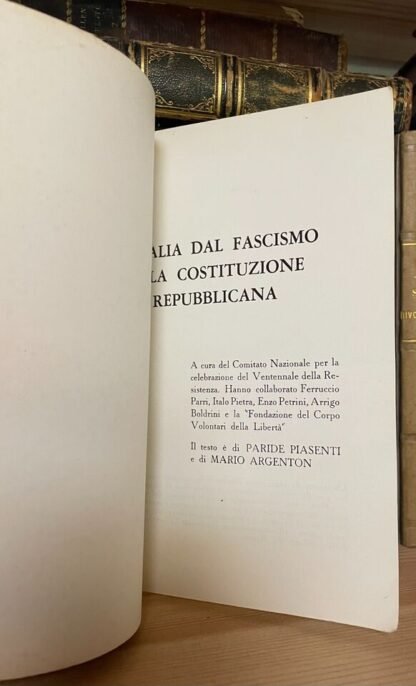 ALIA DAL FASCISMO
LA COSTITUZIONE
REPUBBLICANA
A cura del Comitato Nazionale per la
celebrazione del Ventennale della Re-
sistenza. Hanno collaborato Ferruccio
Parri, Italo Pietra, Enzo Petrini, Arrigo
Boldrini e la "Fondazione del Corpo
Volontari della Libertà"
Il testo è di PARIDE PIASENTI
e di MARIO ARGENTON